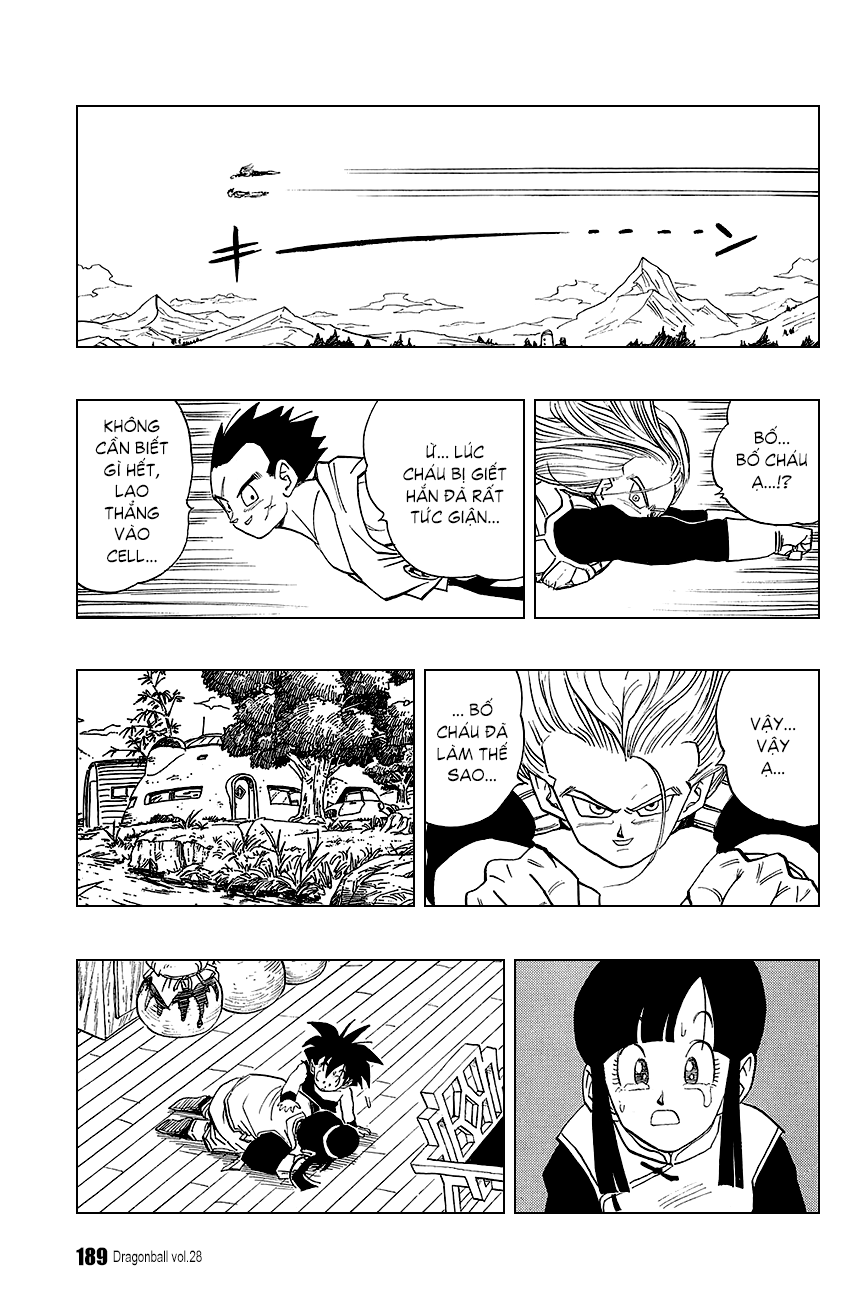 BỐ...
BỐ CHÁU
Ạ...!?
Ừ... LÚC
CHÁU BỊ GIẾT
HẮN ĐÃ RẤT
TỨC GIẬN...
KHÔNG
CẦN BIẾT
GÌ HẾT,
LAO
THẲNG
VÀO
CELL...
VẬY...
VẬY
Ạ...
... BỐ
CHÁU ĐÃ
LÀM THẾ
SAO...
189 Dragonball vol.28